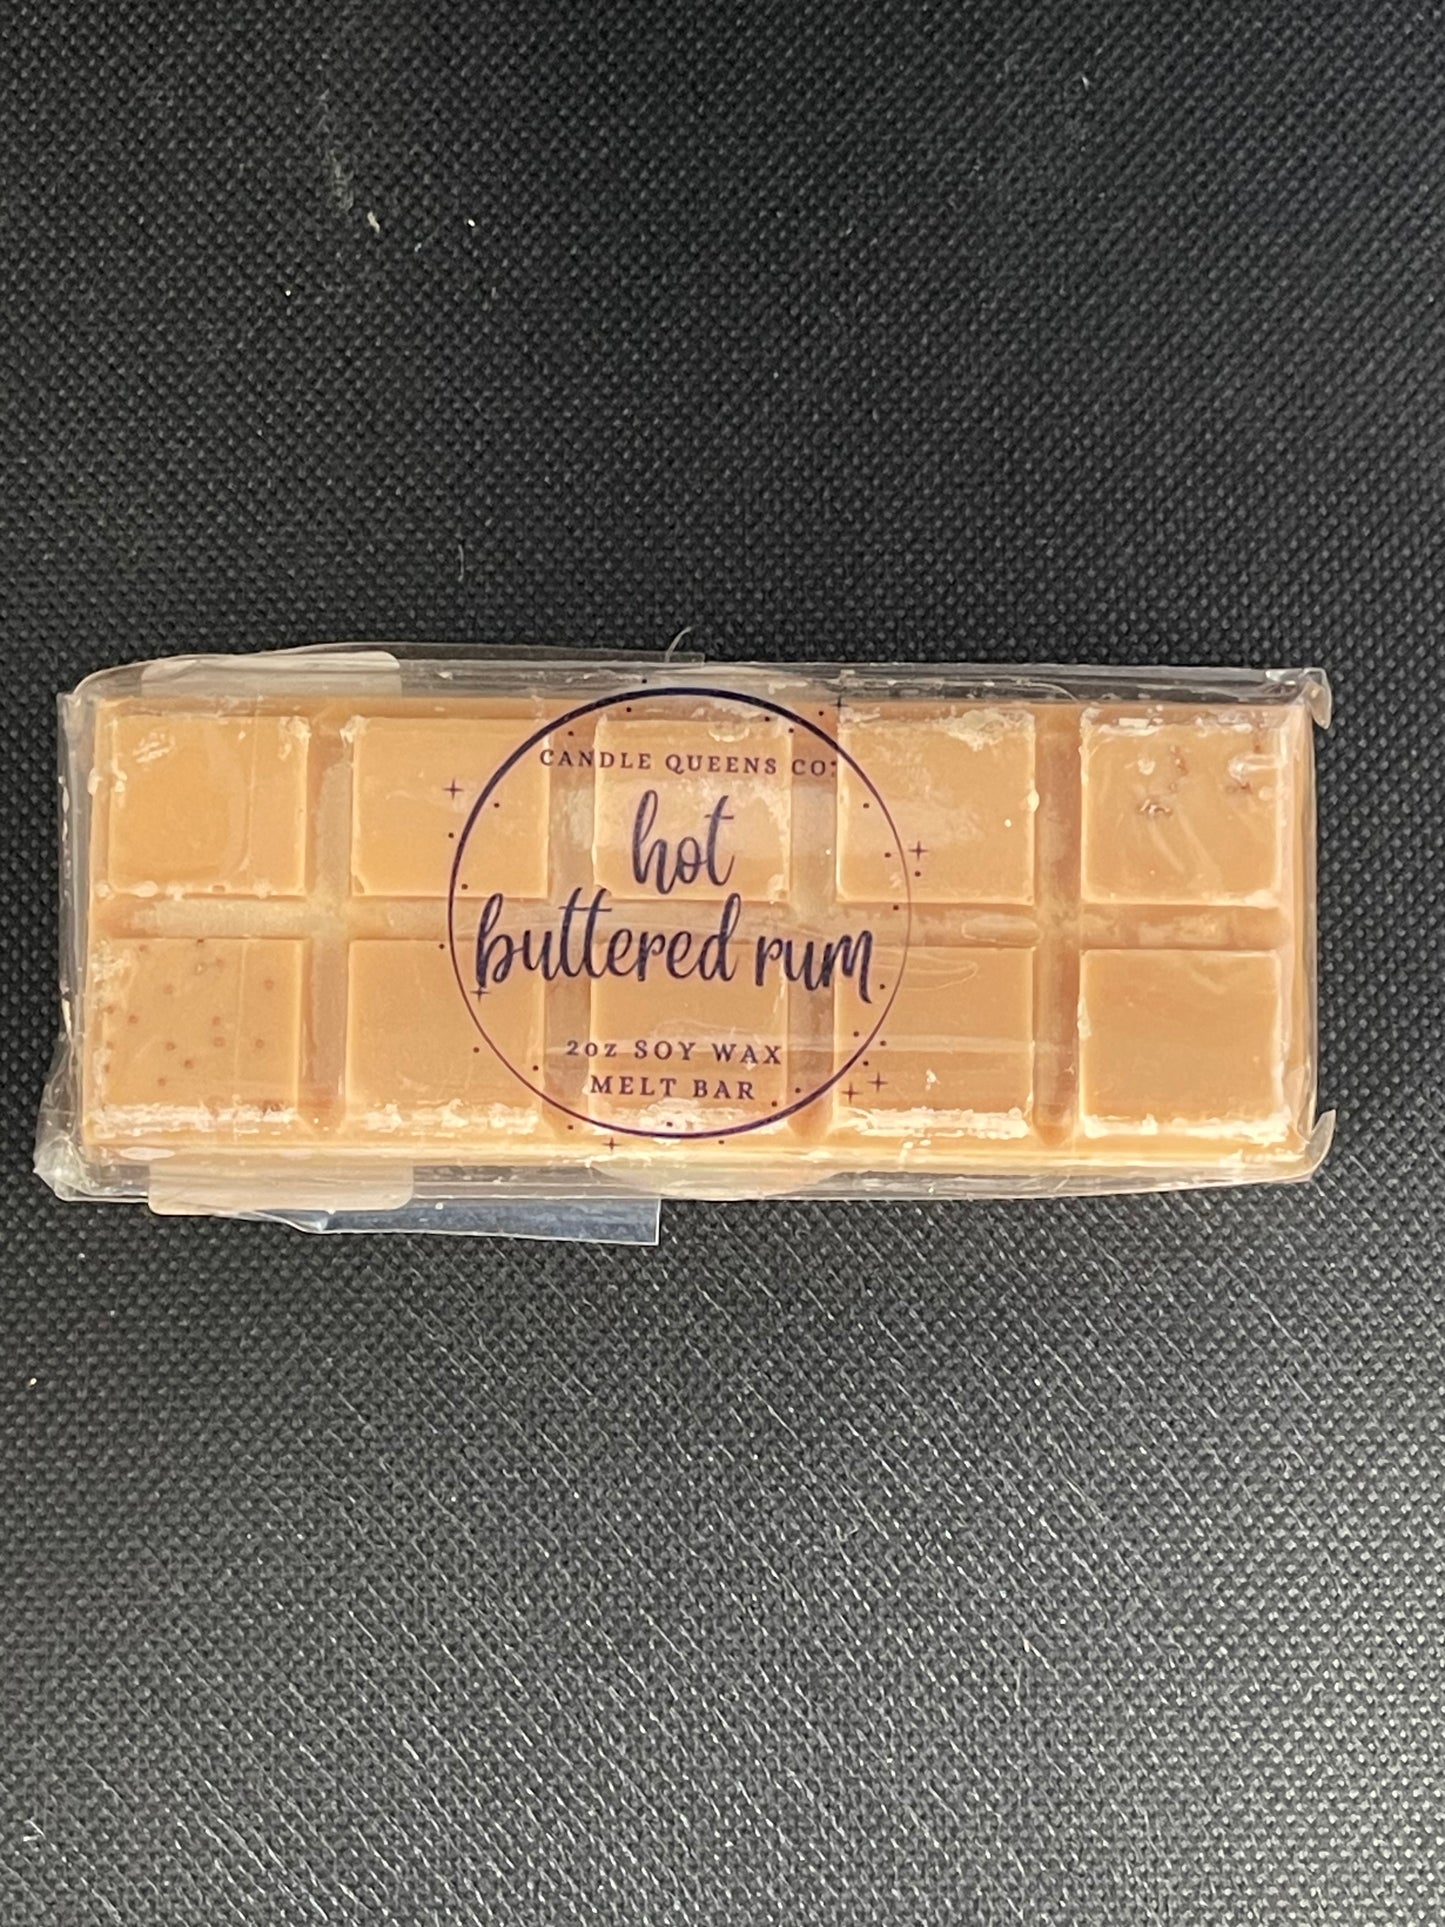 CANDLE QUEENS CO.
hot
buttered rum
2oz SOY WAX
MELT BAR